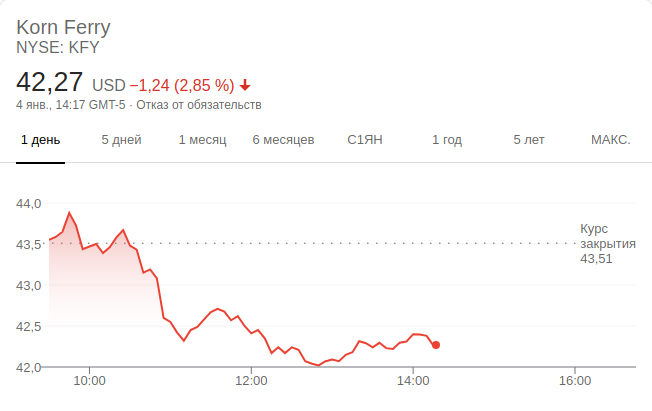 Korn Ferry
NYSE: KFY
42,27 USD −1,24 (2,85 %)
4 янв., 14:17 GMT-5 · Отказ от обязательств
1 день 5 дней 1 месяц 6 месяцев С1ЯН 1 год 5 лет МАКС.
44,0
Курс
43,5 закрытия
43,51
43,0
42,5
42,0
10:00 12:00 14:00 16:00